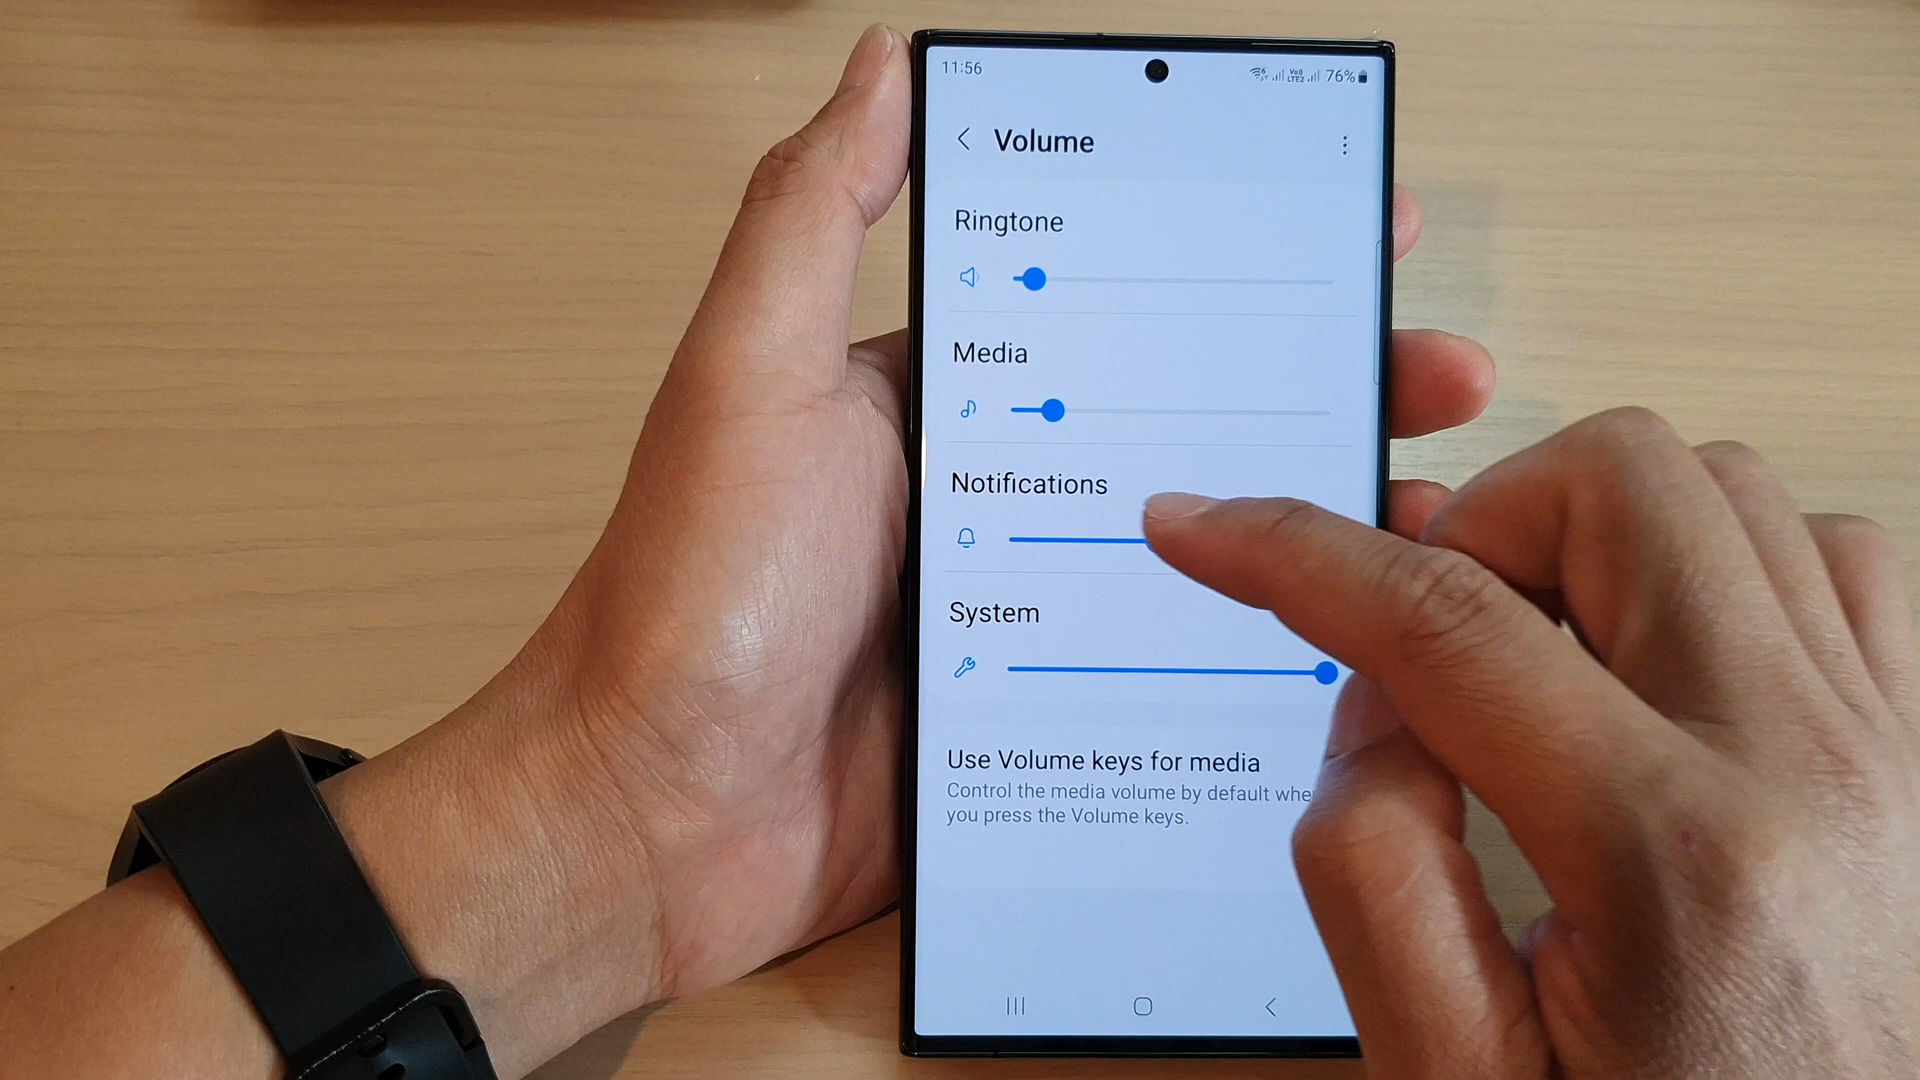 11:56
76%
Volume
Ringtone
Media
Notifications
System
Use Volume keys for media
Control the media volume by default whe
you press the Volume keys.